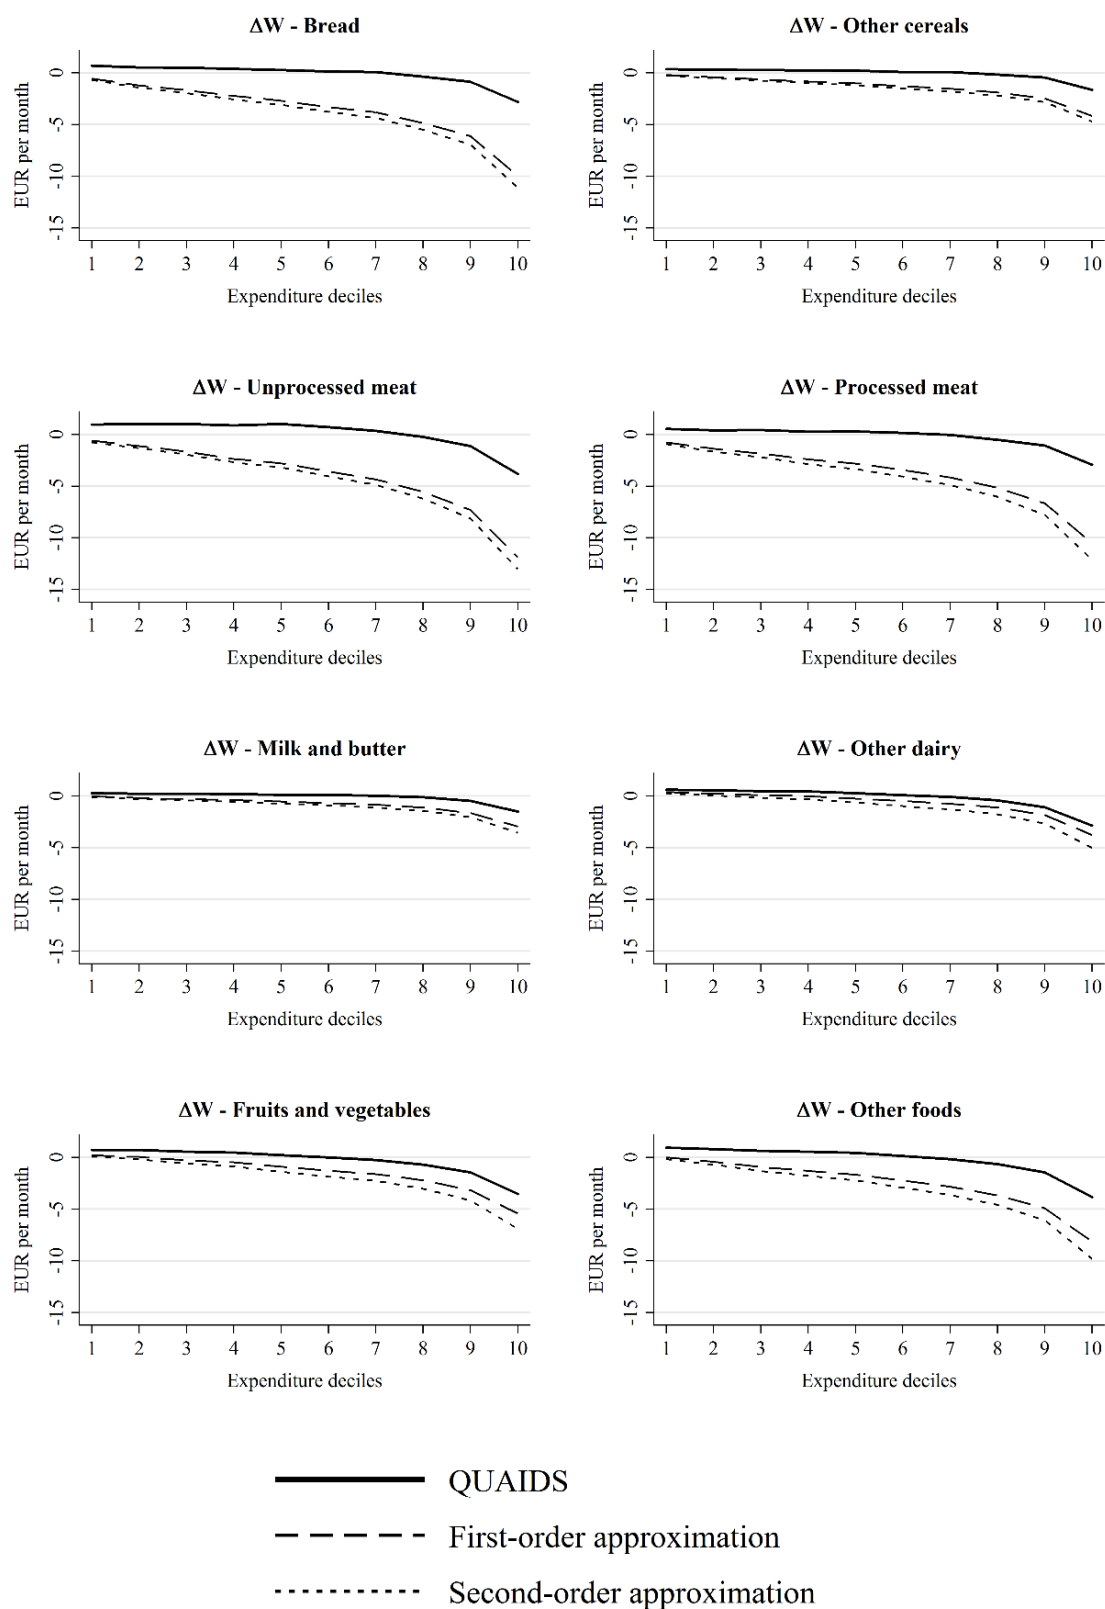 ΔW - Bread
EUR per month
0
-5
-10
-15
1 2 3 4 5 6 7 8 9 10
Expenditure deciles
ΔW - Other cereals
EUR per month
0
-5
-10
-15
1 2 3 4 5 6 7 8 9 10
Expenditure deciles
ΔW - Unprocessed meat
EUR per month
0
-5
-10
-15
1 2 3 4 5 6 7 8 9 10
Expenditure deciles
ΔW - Processed meat
EUR per month
0
-5
-10
-15
1 2 3 4 5 6 7 8 9 10
Expenditure deciles
ΔW - Milk and butter
EUR per month
0
-5
-10
-15
1 2 3 4 5 6 7 8 9 10
Expenditure deciles
ΔW - Other dairy
EUR per month
0
-5
-10
-15
1 2 3 4 5 6 7 8 9 10
Expenditure deciles
ΔW - Fruits and vegetables
EUR per month
0
-5
-10
-15
1 2 3 4 5 6 7 8 9 10
Expenditure deciles
ΔW - Other foods
EUR per month
0
-5
-10
-15
1 2 3 4 5 6 7 8 9 10
Expenditure deciles
QUAIDS
First-order approximation
Second-order approximation